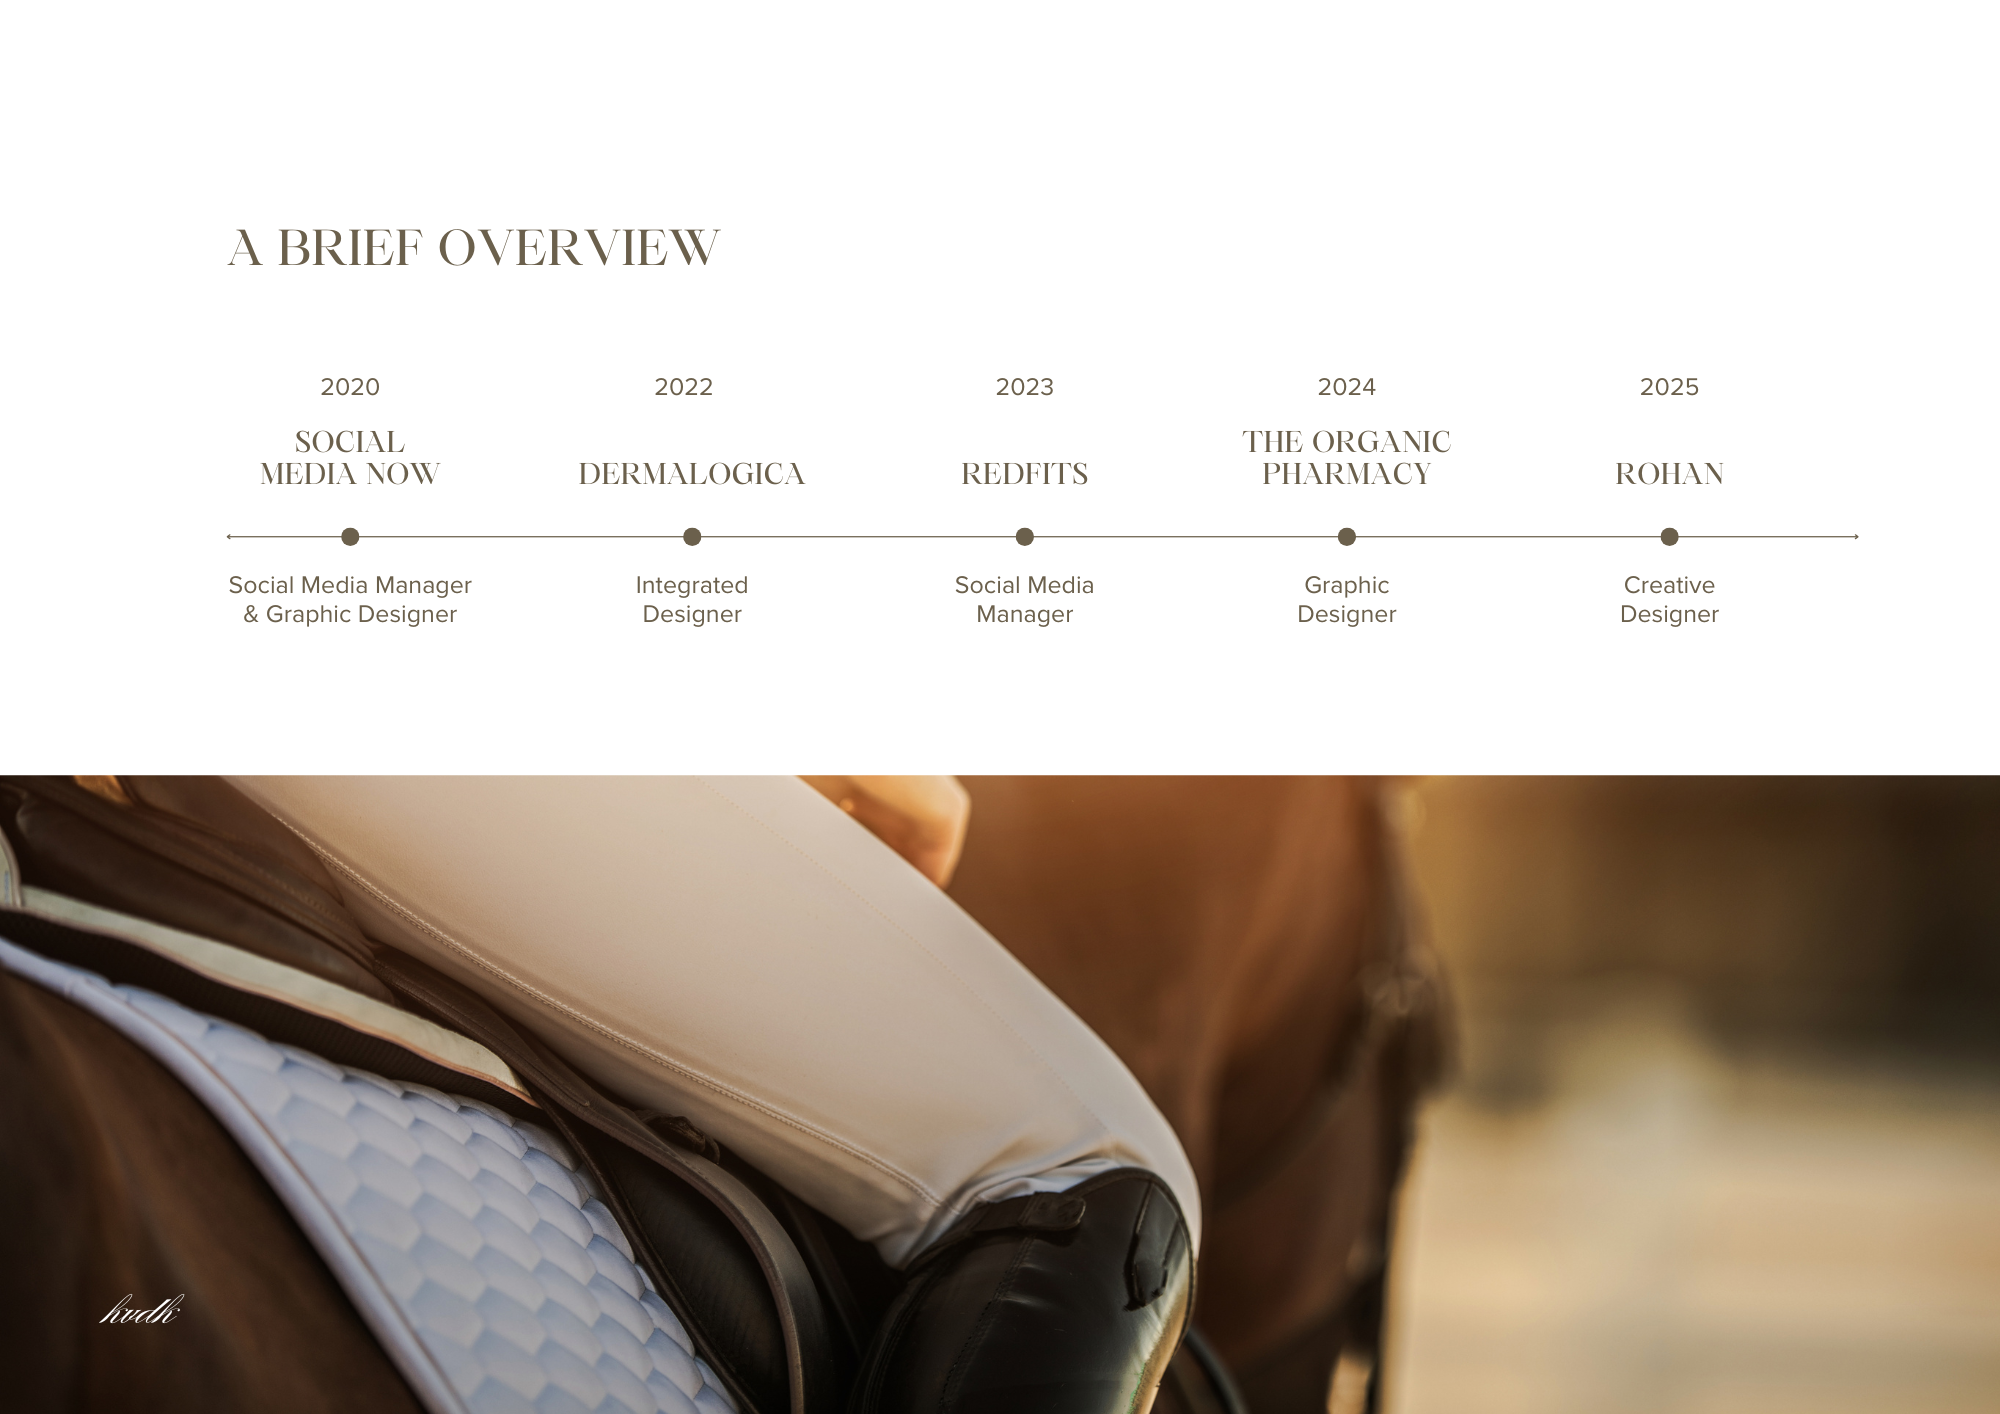 A BRIEF OVERVIEW
2020
SOCIAL
MEDIA NOW
Social Media Manager
& Graphic Designer
2022
DERMALOGICA
Integrated
Designer
2023
REDFITS
Social Media
Manager
2024
THE ORGANIC
PHARMACY
Graphic
Designer
2025
ROHAN
Creative
Designer
hvdh